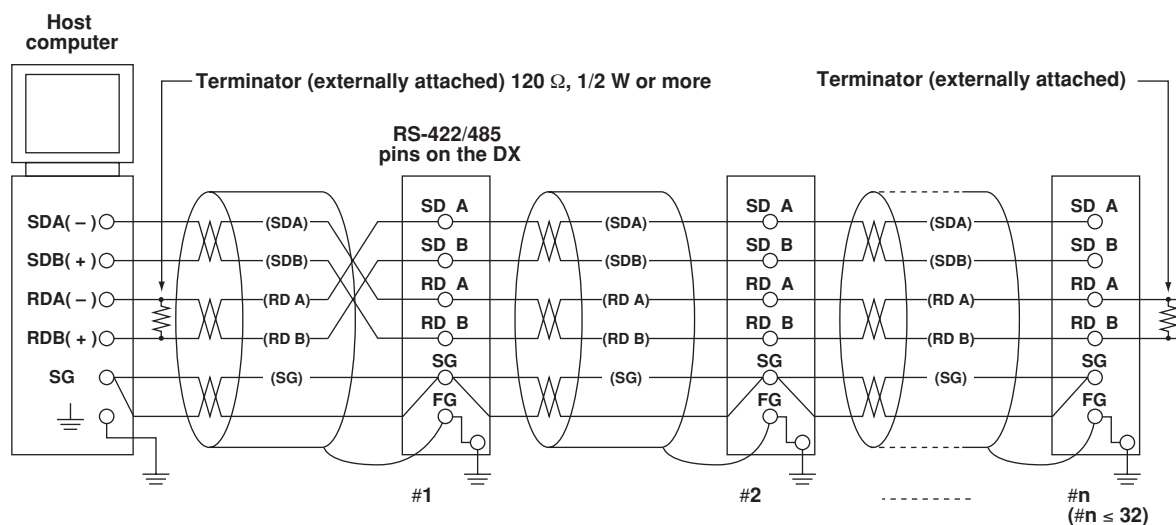 Host
computer
Terminator (externally attached) 120 Ω, 1/2 W or more
Terminator (externally attached)
RS-422/485
pins on the DX
SDA( – )
SDB( + )
RDA( – )
RDB( + )
SG
(SDA)
(SDB)
(RD A)
(RD B)
(SG)
SD A
SD B
RD A
RD B
SG
FG
(SDA)
(SDB)
(RD A)
(RD B)
(SG)
SD A
SD B
RD A
RD B
SG
FG
(SDA)
(SDB)
(RD A)
(RD B)
(SG)
SD A
SD B
RD A
RD B
SG
FG
#1
#2
#n
(#n ≤ 32)